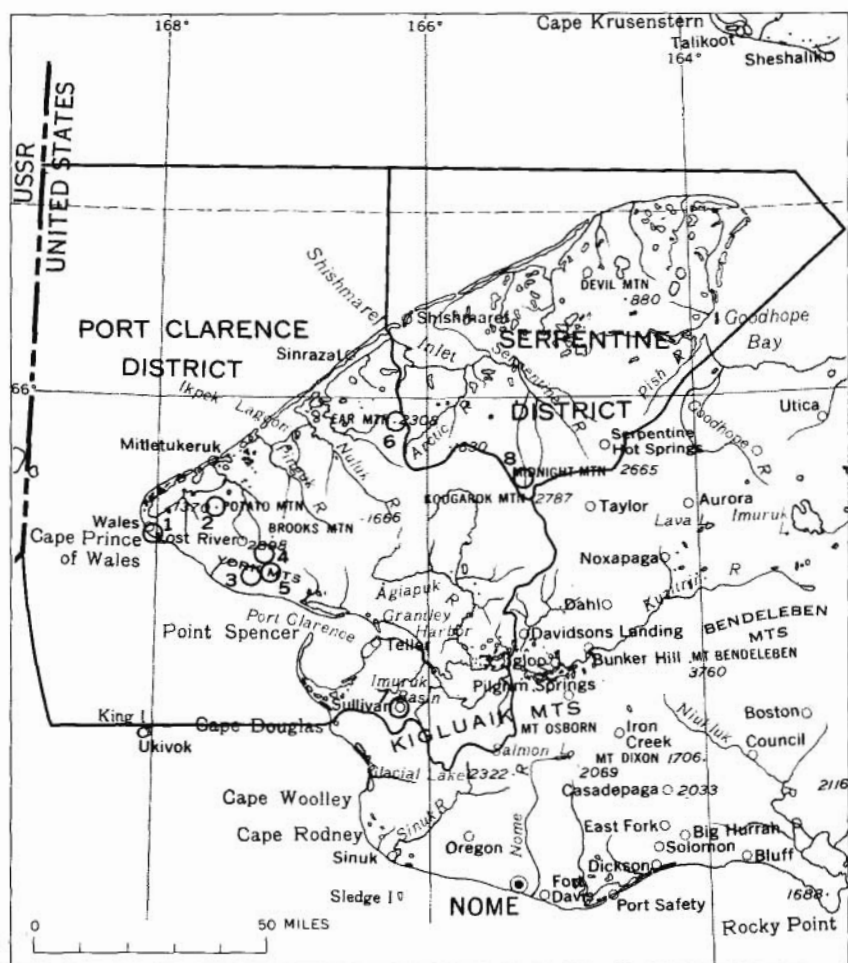 168°
166°
Cape Krusenstern
Talikoot
164°
Sheshalik
USSR
UNITED STATES
Shishmaref
Shishmaref
DEVIL MTN
880
PORT CLARENCE
DISTRICT
SERPENTINE
DISTRICT
Goodhope
Bay
Sinrazat
Inlet
Serpentine
R
Pish R
66°
Ikpek
Lagoon
EAR MTN
2308
6
Arctic R
1630
Goodhope
R
Utica
Serpentine
Hot Springs
Mitletukeruk
Pinguk
R
Nuluk
R
8
MIDNIGHT MTN
2665
KOUGAROK MTN
2787
1370
POTATO MTN
2
1
Wales
Cape Prince
of Wales
BROOKS MTN
1666
Taylor
Aurora
Imuruk
L
Lava L
Lost River
2898
4
YORK MTS
3
5
Noxapaga
Kuzitrin
R
Agiapuk
R
Dahl
Port Clarence
Grantley
Harbor
Point Spencer
Teller
Davidsons Landing
BENDELEBEN
MTS
Igloo
Bunker Hill
MT BENDELEBEN
3760
Imuruk
Basin
Pilgrim Springs
Sullivan
King I
Ukivok
Cape Douglas
KIGLUAIK MTS
MT OSBORN
Iron
Creek
Niukluk
R
Boston
Council
Salmon L
MT DIXON
1706
Glacial Lake
2322
2069
Casadepaga
2033
2116
Cape Woolley
Sinuk R
Cape Rodney
Oregon
Nome
R
East Fork
Big Hurrah
Solomon
Sinuk
Dickson
Bluff
Sledge I
NOME
Fort
Davis
Port Safety
1688
Rocky Point
0
50 MILES